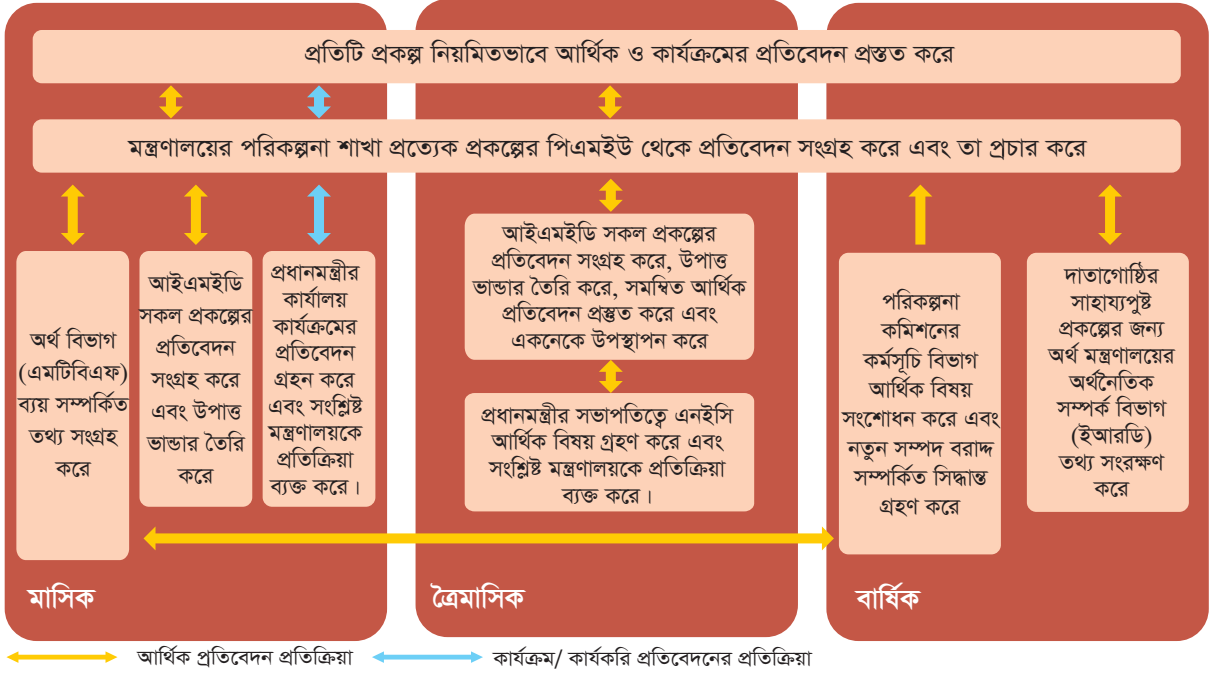 প্রতিটি প্রকল্প নিয়মিতভাবে আর্থিক ও কার্যক্রমের প্রতিবেদন প্রস্তত করে
মন্ত্রণালয়ের পরিকল্পনা শাখা প্রত্যেক প্রকল্পের পিএমইউ থেকে প্রতিবেদন সংগ্রহ করে এবং তা প্রচার করে
অর্থ বিভাগ
(এমটিবিএফ)
ব্যয় সম্পর্কিত
তথ্য সংগ্রহ
করে
আইএমইডি
সকল প্রকল্পের
প্রতিবেদন
সংগ্রহ করে
এবং উপাত্ত
ভান্ডার তৈরি
করে
প্রধানমন্ত্রীর
কার্যালয়
কার্যক্রমের
প্রতিবেদন
গ্রহন করে
এবং সংশ্লিষ্ট
মন্ত্রণালয়কে
প্রতিক্রিয়া
ব্যক্ত করে।
মাসিক
আইএমইডি সকল প্রকল্পের
প্রতিবেদন সংগ্রহ করে, উপাত্ত
ভান্ডার তৈরি করে, সমম্বিত আর্থিক
প্রতিবেদন প্রস্তুত করে এবং
একনেকে উপস্থাপন করে
প্রধানমন্ত্রীর সভাপতিত্বে এনইসি
আর্থিক বিষয় গ্রহণ করে এবং
সংশ্লিষ্ট মন্ত্রণালয়কে প্রতিক্রিয়া
ব্যক্ত করে।
ত্রৈমাসিক
পরিকল্পনা
কমিশনের
কর্মসূচি বিভাগ
আর্থিক বিষয়
সংশোধন করে এবং
নতুন সম্পদ বরাদ্দ
সম্পর্কিত সিদ্ধান্ত
গ্রহণ করে
দাতাগোষ্ঠির
সাহায্যপুষ্ট
প্রকল্পের জন্য
অর্থ মন্ত্রণালয়ের
অর্থনৈতিক
সম্পর্ক বিভাগ
(ইআরডি)
তথ্য সংরক্ষণ
করে
বার্ষিক
আর্থিক প্রতিবেদন প্রতিক্রিয়া
কার্যক্রম/ কার্যকরি প্রতিবেদনের প্রতিক্রিয়া